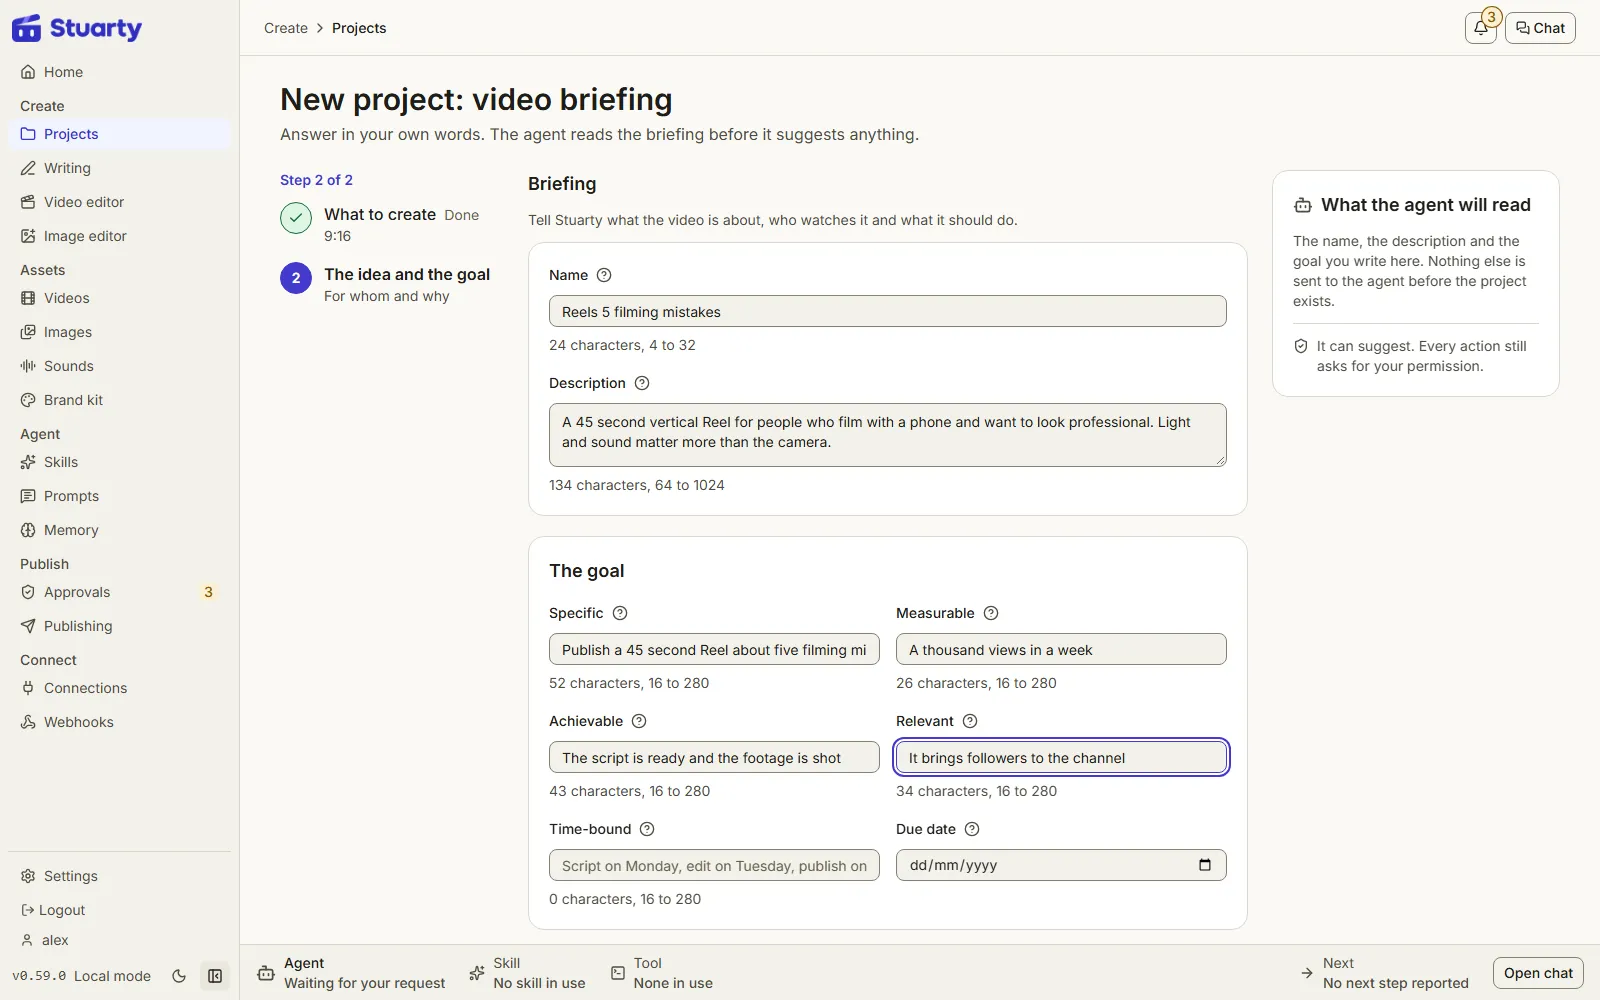 Stuarty
Home
Create
Projects
Writing
Video editor
Image editor
Assets
Videos
Images
Sounds
Brand kit
Agent
Skills
Prompts
Memory
Publish
Approvals 3
Publishing
Connect
Connections
Webhooks
Settings
Logout
alex
v0.59.0 Local mode
Create > Projects
3
Chat
New project: video briefing
Answer in your own words. The agent reads the briefing before it suggests anything.
Step 2 of 2
What to create Done
9:16
2 The idea and the goal
For whom and why
Briefing
Tell Stuarty what the video is about, who watches it and what it should do.
Name
Reels 5 filming mistakes
24 characters, 4 to 32
Description
A 45 second vertical Reel for people who film with a phone and want to look professional. Light
and sound matter more than the camera.
134 characters, 64 to 1024
The goal
Specific
Publish a 45 second Reel about five filming mi
52 characters, 16 to 280
Measurable
A thousand views in a week
26 characters, 16 to 280
Achievable
The script is ready and the footage is shot
43 characters, 16 to 280
Relevant
It brings followers to the channel
34 characters, 16 to 280
Time-bound
Script on Monday, edit on Tuesday, publish on
0 characters, 16 to 280
Due date
dd/mm/yyyy
What the agent will read
The name, the description and the
goal you write here. Nothing else is
sent to the agent before the project
exists.
It can suggest. Every action still
asks for your permission.
Agent
Waiting for your request
Skill
No skill in use
Tool
None in use
Next
No next step reported
Open chat